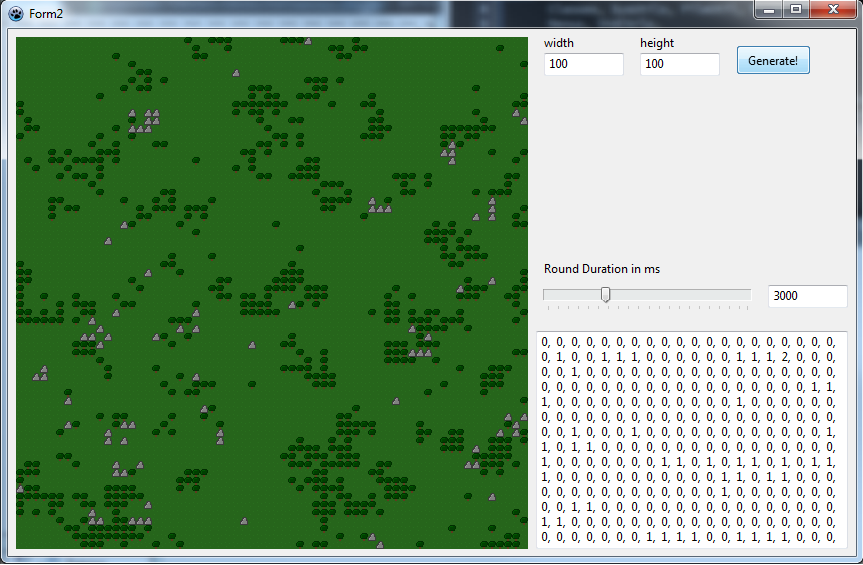 Form2
width
height
100
100
Generate!
Round Duration in ms
3000
0, 0, 0, 0, 0, 0, 0, 0, 0, 0, 0, 0, 0, 0, 0, 0, 0, 0, 0, 0,
0, 1, 0, 0, 1, 1, 1, 0, 0, 0, 0, 0, 0, 1, 1, 1, 2, 0, 0, 0,
0, 0, 1, 0, 0, 0, 0, 0, 0, 0, 0, 0, 0, 0, 0, 0, 0, 0, 0, 0,
0, 0, 0, 0, 0, 0, 0, 0, 0, 0, 0, 0, 0, 0, 0, 0, 0, 0, 1, 1,
1, 0, 0, 0, 0, 0, 0, 0, 0, 0, 0, 0, 0, 1, 0, 0, 0, 0, 0, 0,
0, 0, 0, 0, 0, 0, 0, 0, 0, 0, 0, 0, 0, 0, 0, 0, 0, 0, 0, 0,
0, 0, 1, 0, 0, 0, 1, 0, 0, 0, 0, 0, 0, 0, 0, 0, 0, 0, 0, 1,
1, 0, 1, 1, 0, 0, 0, 0, 0, 0, 0, 0, 0, 0, 0, 0, 0, 0, 0, 0,
1, 0, 0, 0, 0, 0, 0, 0, 1, 1, 0, 1, 0, 1, 1, 0, 1, 0, 1, 1,
1, 0, 0, 0, 0, 0, 0, 0, 0, 0, 0, 0, 1, 1, 0, 1, 1, 0, 0, 0,
0, 0, 0, 0, 0, 0, 0, 0, 0, 0, 0, 0, 1, 0, 0, 0, 0, 0, 0, 0,
0, 0, 1, 1, 0, 0, 0, 0, 0, 0, 0, 0, 0, 0, 0, 0, 0, 0, 0, 0,
1, 1, 0, 0, 0, 0, 0, 0, 0, 0, 0, 0, 0, 0, 0, 0, 0, 0, 0, 0,
0, 0, 0, 0, 0, 0, 0, 1, 1, 1, 1, 0, 0, 1, 1, 1, 1, 0, 0, 0,